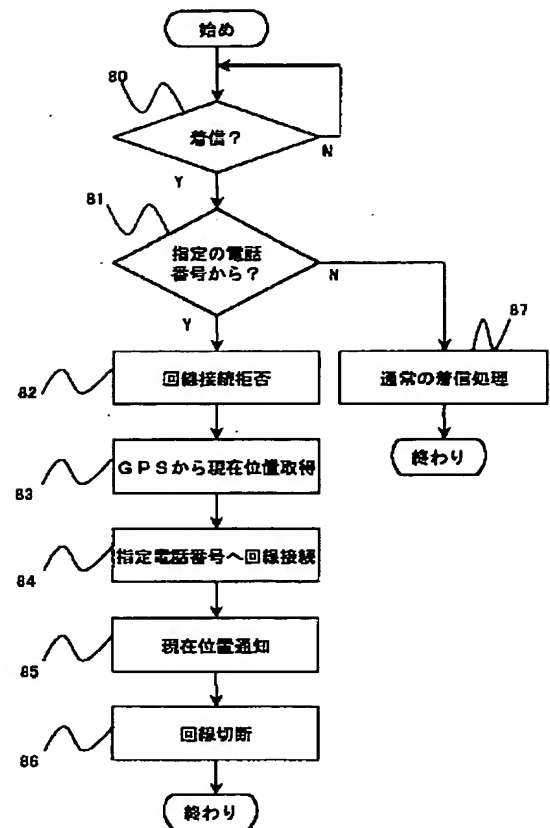 始め
80
着信?
N
Y
81
指定の電話
番号から?
N
Y
87
82
回線接続拒否
通常の着信処理
83
GPSから現在位置取得
終わり
84
指定電話番号へ回線接続
85
現在位置通知
86
回線切断
終わり